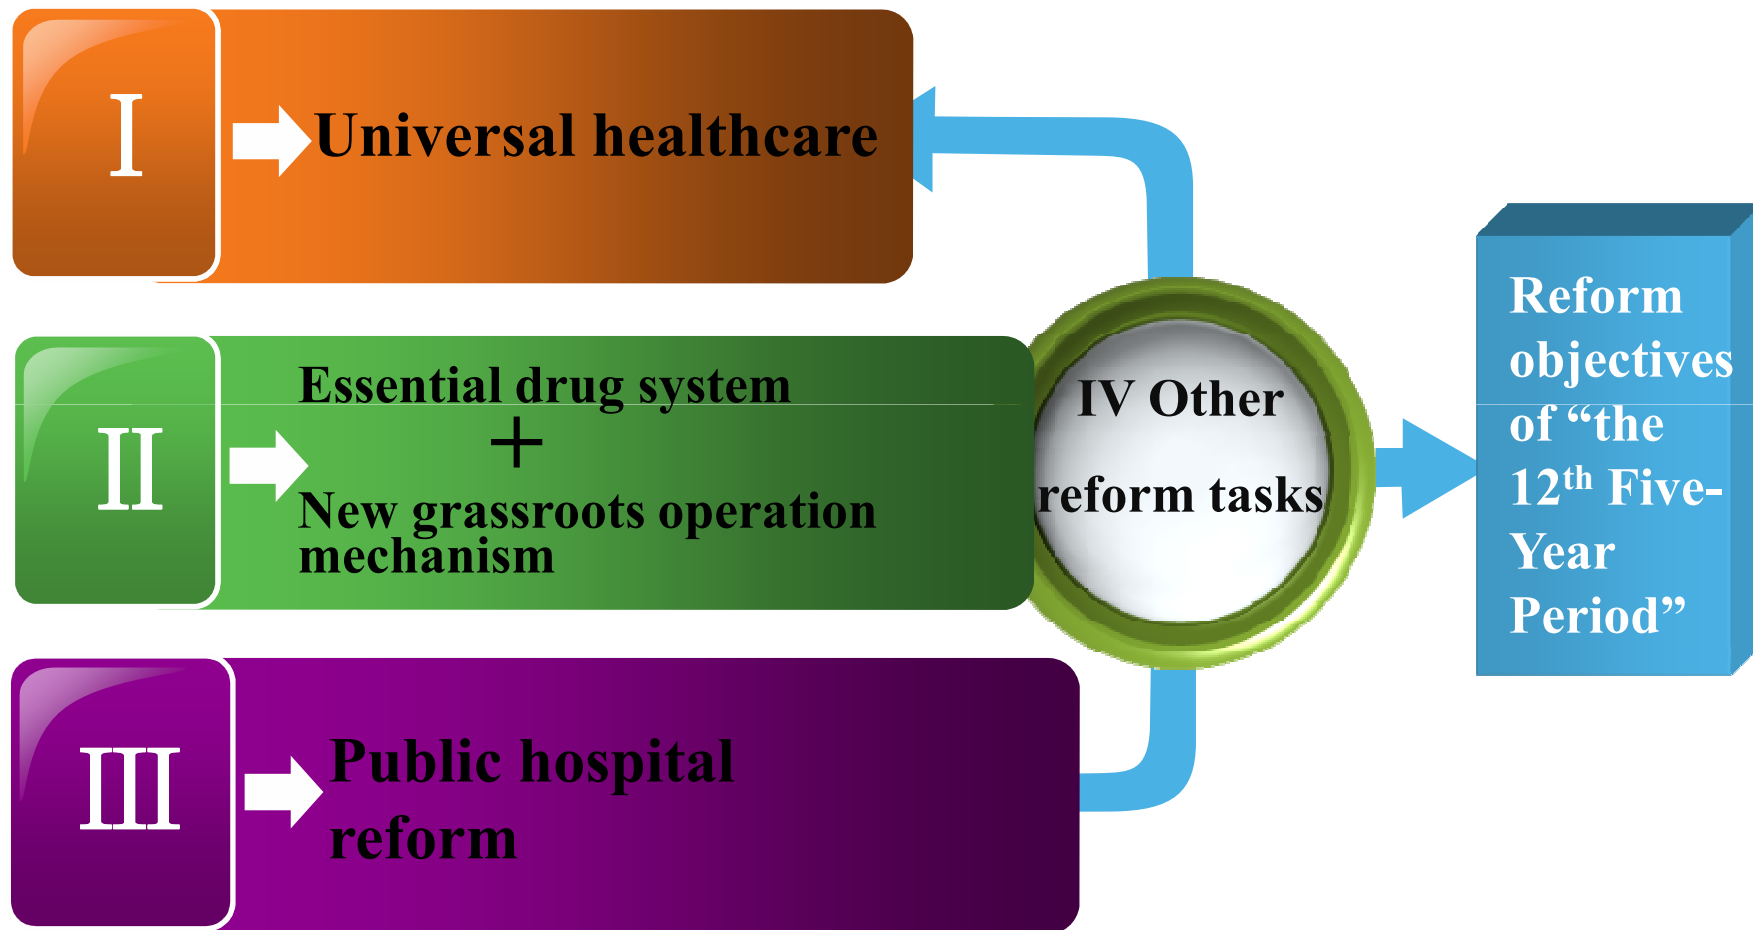 I
Universal healthcare
II
Essential drug system
+
New grassroots operation
mechanism
III
Public hospital
reform
IV Other
reform tasks
Reform
objectives
of “the
12th Five-
Year
Period”